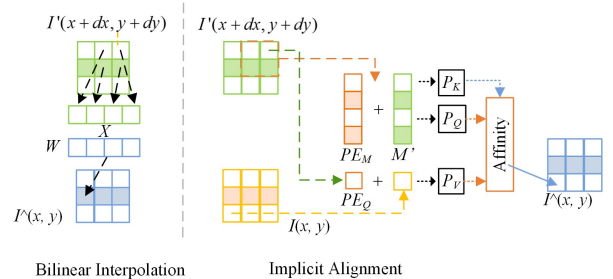 I'(x+dx, y+dy)
X
W
I^(x, y)
Bilinear Interpolation
I'(x+dx, y+dy)
PE_M + M'
PE_Q +
I(x, y)
P_K
P_Q
P_V
Affinity
I^(x, y)
Implicit Alignment